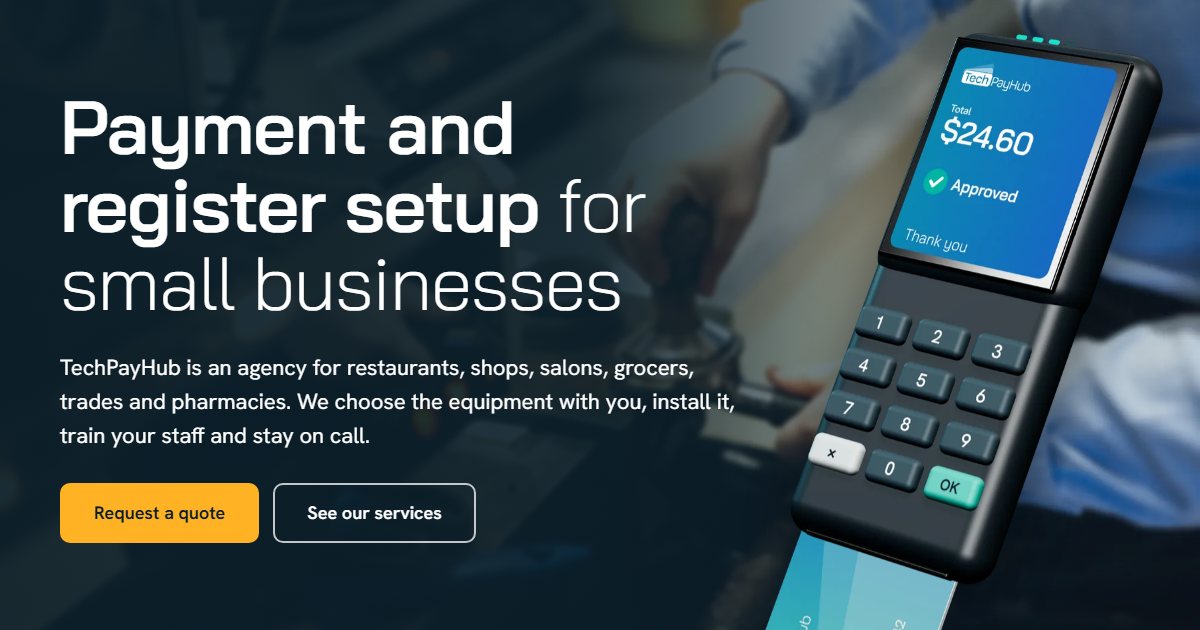 Payment and
register setup for
small businesses
TechPayHub is an agency for restaurants, shops, salons, grocers,
trades and pharmacies. We choose the equipment with you, install it,
train your staff and stay on call.
Request a quote
See our services
TechPayHub
Total
$24.60
Approved
Thank you
1 2 3
4 5 6
7 8 9
× 0 OK